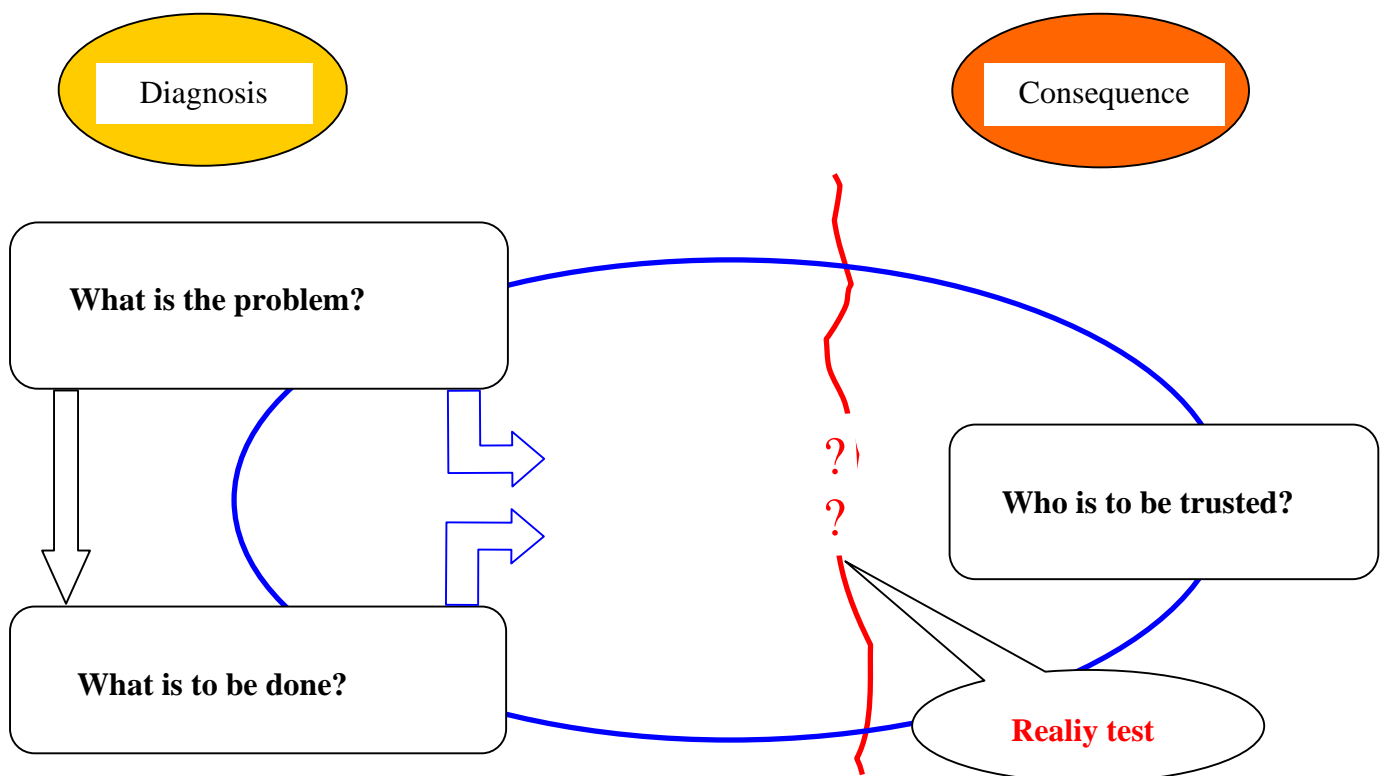 Diagnosis
Consequence
What is the problem?
?
?
Who is to be trusted?
What is to be done?
Realiy test